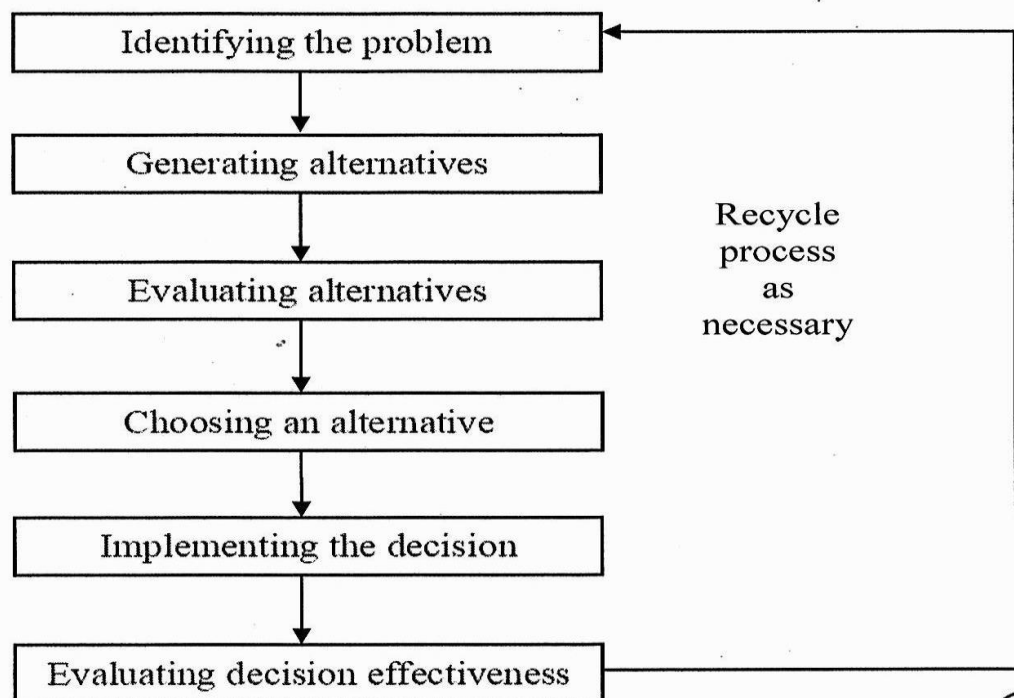 Identifying the problem
Generating alternatives
Evaluating alternatives
Recycle
process
as
necessary
Choosing an alternative
Implementing the decision
Evaluating decision effectiveness